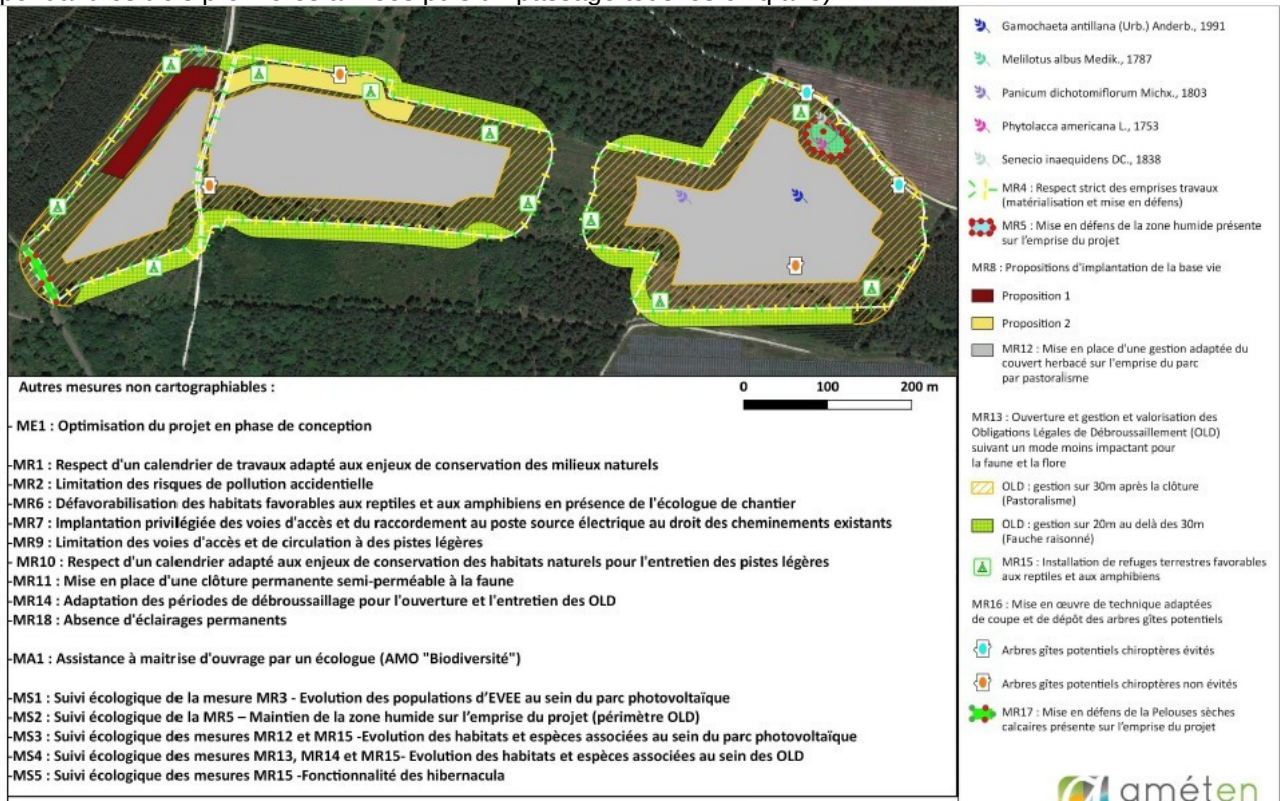 Autres mesures non cartographiables :
0 100 200 m
- ME1 : Optimisation du projet en phase de conception
-MR1 : Respect d'un calendrier de travaux adapté aux enjeux de conservation des milieux naturels
-MR2 : Limitation des risques de pollution accidentelle
-MR6 : Défavorabilisation des habitats favorables aux reptiles et aux amphibiens en présence de l'écologue de chantier
-MR7 : Implantation privilégiée des voies d'accès et du raccordement au poste source électrique au droit des cheminements existants
-MR9 : Limitation des voies d'accès et de circulation à des pistes légères
- MR10 : Respect d'un calendrier adapté aux enjeux de conservation des habitats naturels pour l'entretien des pistes légères
-MR11 : Mise en place d'une clôture permanente semi-perméable à la faune
-MR14 : Adaptation des périodes de débroussaillage pour l'ouverture et l'entretien des OLD
-MR18 : Absence d'éclairages permanents
-MA1 : Assistance à maitrise d'ouvrage par un écologue (AMO "Biodiversité")
-MS1 : Suivi écologique de la mesure MR3 - Evolution des populations d'EVEE au sein du parc photovoltaïque
-MS2 : Suivi écologique de la MR5 – Maintien de la zone humide sur l'emprise du projet (périmètre OLD)
-MS3 : Suivi écologique des mesures MR12 et MR15 -Evolution des habitats et espèces associées au sein du parc photovoltaïque
-MS4 : Suivi écologique des mesures MR13, MR14 et MR15- Evolution des habitats et espèces associées au sein des OLD
-MS5 : Suivi écologique des mesures MR15 -Fonctionnalité des hibernacula
Gamochaeta antillana (Urb.) Anderb., 1991
Melilotus albus Medik., 1787
Panicum dichotomiflorum Michx., 1803
Phytolacca americana L., 1753
Senecio inaequidens DC., 1838
MR4 : Respect strict des emprises travaux
(matérialisation et mise en défens)
MR5 : Mise en défens de la zone humide présente
sur l'emprise du projet
MR8 : Propositions d'implantation de la base vie
Proposition 1
Proposition 2
MR12 : Mise en place d'une gestion adaptée du
couvert herbacé sur l'emprise du parc
par pastoralisme
MR13 : Ouverture et gestion et valorisation des
Obligations Légales de Débroussaillement (OLD)
suivant un mode moins impactant pour
la faune et la flore
OLD : gestion sur 30m après la clôture
(Pastoralisme)
OLD : gestion sur 20m au delà des 30m
(Fauche raisonné)
MR15 : Installation de refuges terrestres favorables
aux reptiles et aux amphibiens
MR16 : Mise en œuvre de technique adaptées
de coupe et de dépôt des arbres gîtes potentiels
Arbres gîtes potentiels chiroptères évités
Arbres gîtes potentiels chiroptères non évités
MR17 : Mise en défens de la Pelouses sèches
calcaires présente sur l'emprise du projet
améten